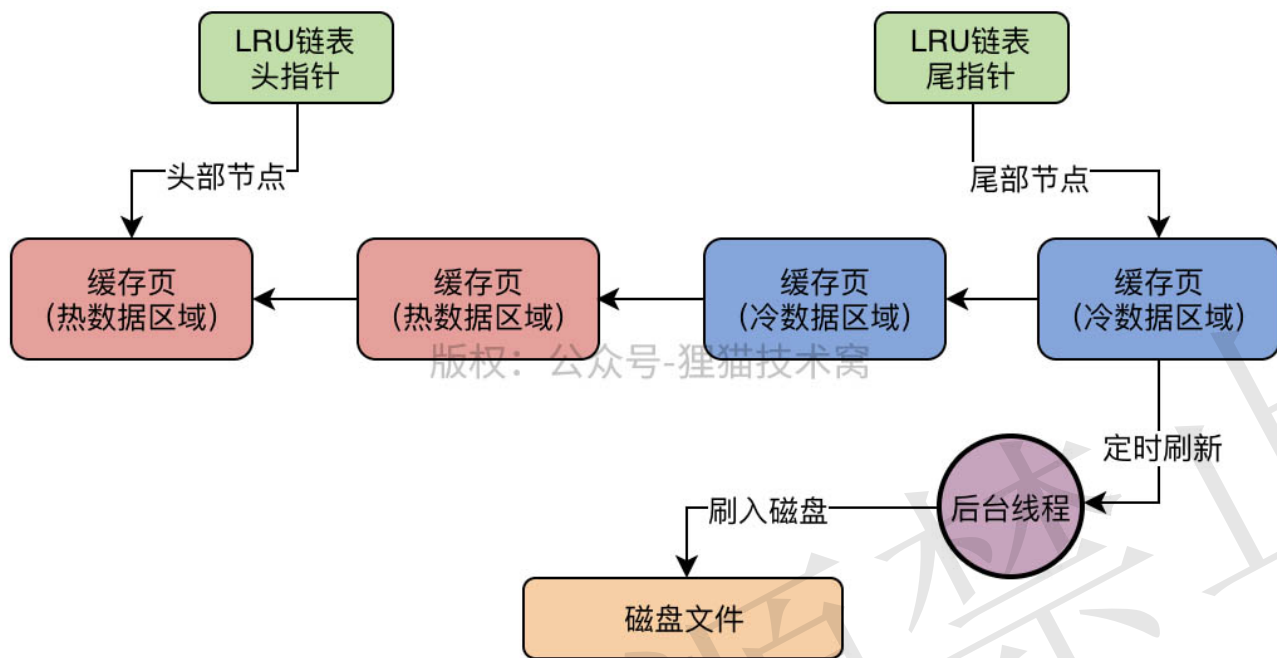 LRU链表
头指针
LRU链表
尾指针
头部节点
尾部节点
缓存页
(热数据区域)
缓存页
(热数据区域)
缓存页
(冷数据区域)
缓存页
(冷数据区域)
版权：公众号-狸猫技术窝
定时刷新
后台线程
刷入磁盘
磁盘文件
禁止